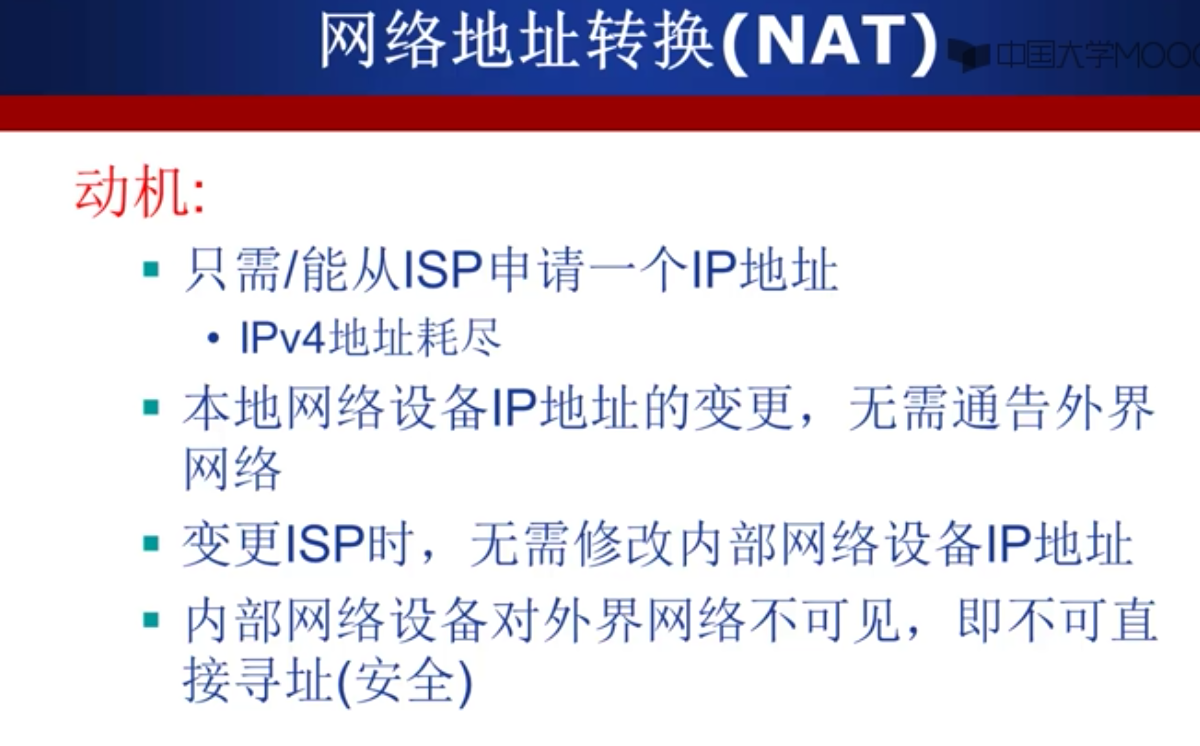 网络地址转换(NAT)
中国大学MOOC
动机:
▪ 只需/能从ISP申请一个IP地址
• IPv4地址耗尽
▪ 本地网络设备IP地址的变更，无需通告外界
网络
▪ 变更ISP时，无需修改内部网络设备IP地址
▪ 内部网络设备对外界网络不可见，即不可直
接寻址(安全)